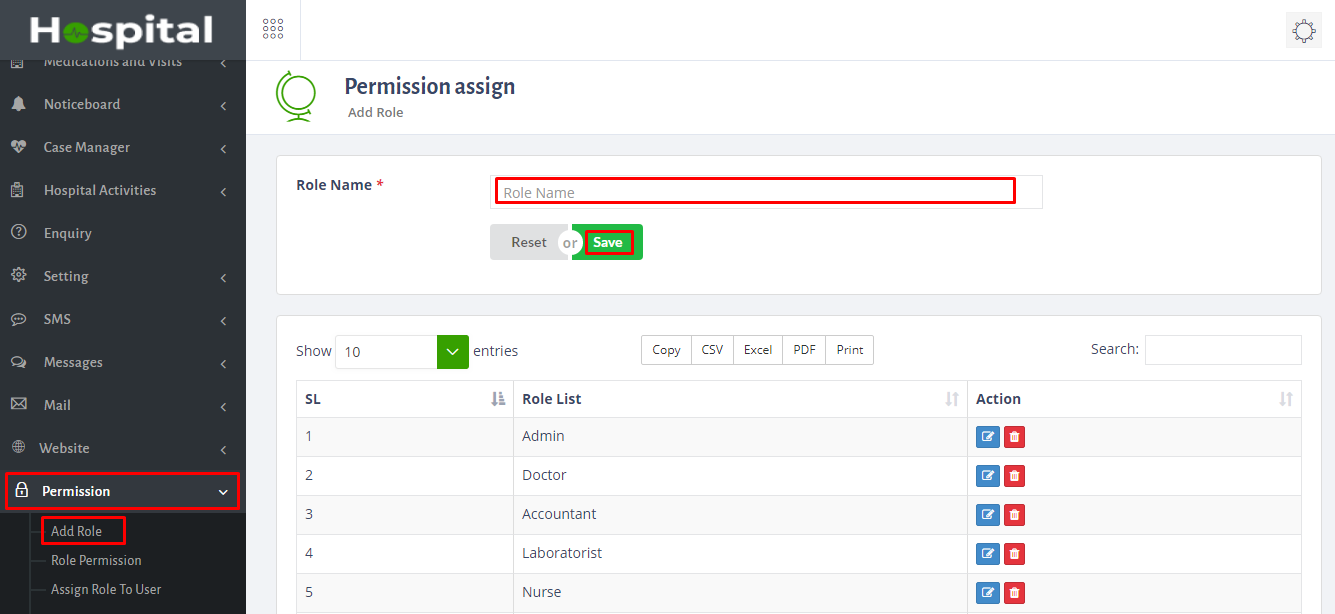 Hospital
Medications and Visits
Noticeboard
Case Manager
Hospital Activities
Enquiry
Setting
SMS
Messages
Mail
Website
Permission
Add Role
Role Permission
Assign Role To User
Permission assign
Add Role
Role Name *
Role Name
Reset or Save
Show 10 entries
Copy CSV Excel PDF Print
Search:
SL Role List Action
1 Admin
2 Doctor
3 Accountant
4 Laboratorist
5 Nurse